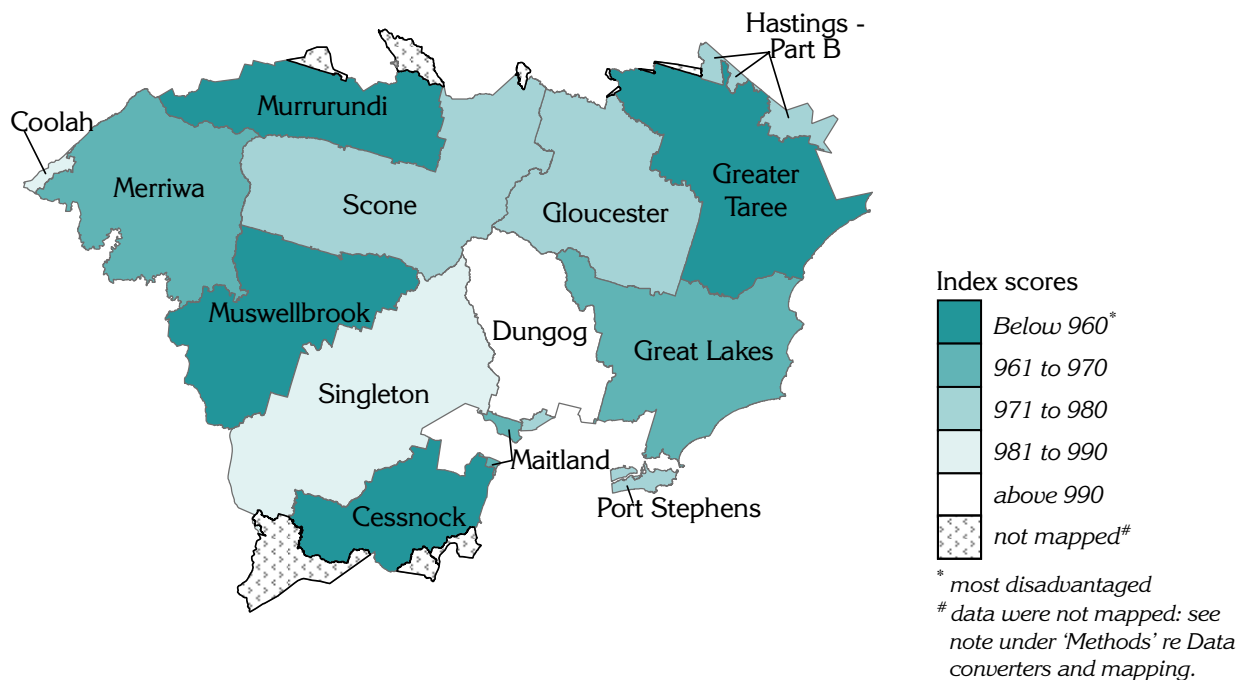 Hastings -
Part B
Murrurundi
Coolah
Merriwa
Greater
Taree
Scone
Gloucester
Muswellbrook
Dungog
Great Lakes
Singleton
Maitland
Port Stephens
Cessnock
Index scores
Below 960*
961 to 970
971 to 980
981 to 990
above 990
not mapped#
* most disadvantaged
# data were not mapped: see
note under ‘Methods’ re Data
converters and mapping.